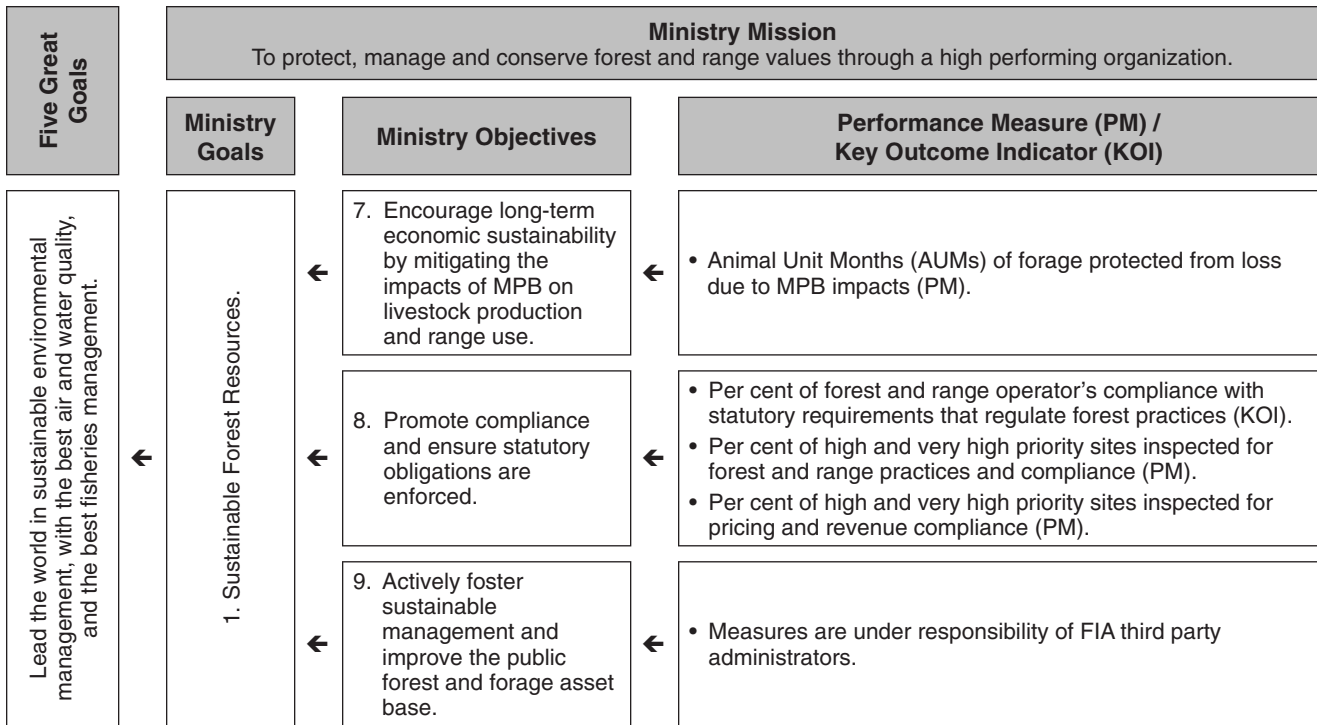 Five Great
Goals
Ministry Mission
To protect, manage and conserve forest and range values through a high performing organization.
Ministry
Goals
Ministry Objectives
Performance Measure (PM) /
Key Outcome Indicator (KOI)
Lead the world in sustainable environmental
management, with the best air and water quality,
and the best fisheries management.
1. Sustainable Forest Resources.
7. Encourage long-term
economic sustainability
by mitigating the
impacts of MPB on
livestock production
and range use.
• Animal Unit Months (AUMs) of forage protected from loss
due to MPB impacts (PM).
8. Promote compliance
and ensure statutory
obligations are
enforced.
• Per cent of forest and range operator's compliance with
statutory requirements that regulate forest practices (KOI).
• Per cent of high and very high priority sites inspected for
forest and range practices and compliance (PM).
• Per cent of high and very high priority sites inspected for
pricing and revenue compliance (PM).
9. Actively foster
sustainable
management and
improve the public
forest and forage asset
base.
• Measures are under responsibility of FIA third party
administrators.